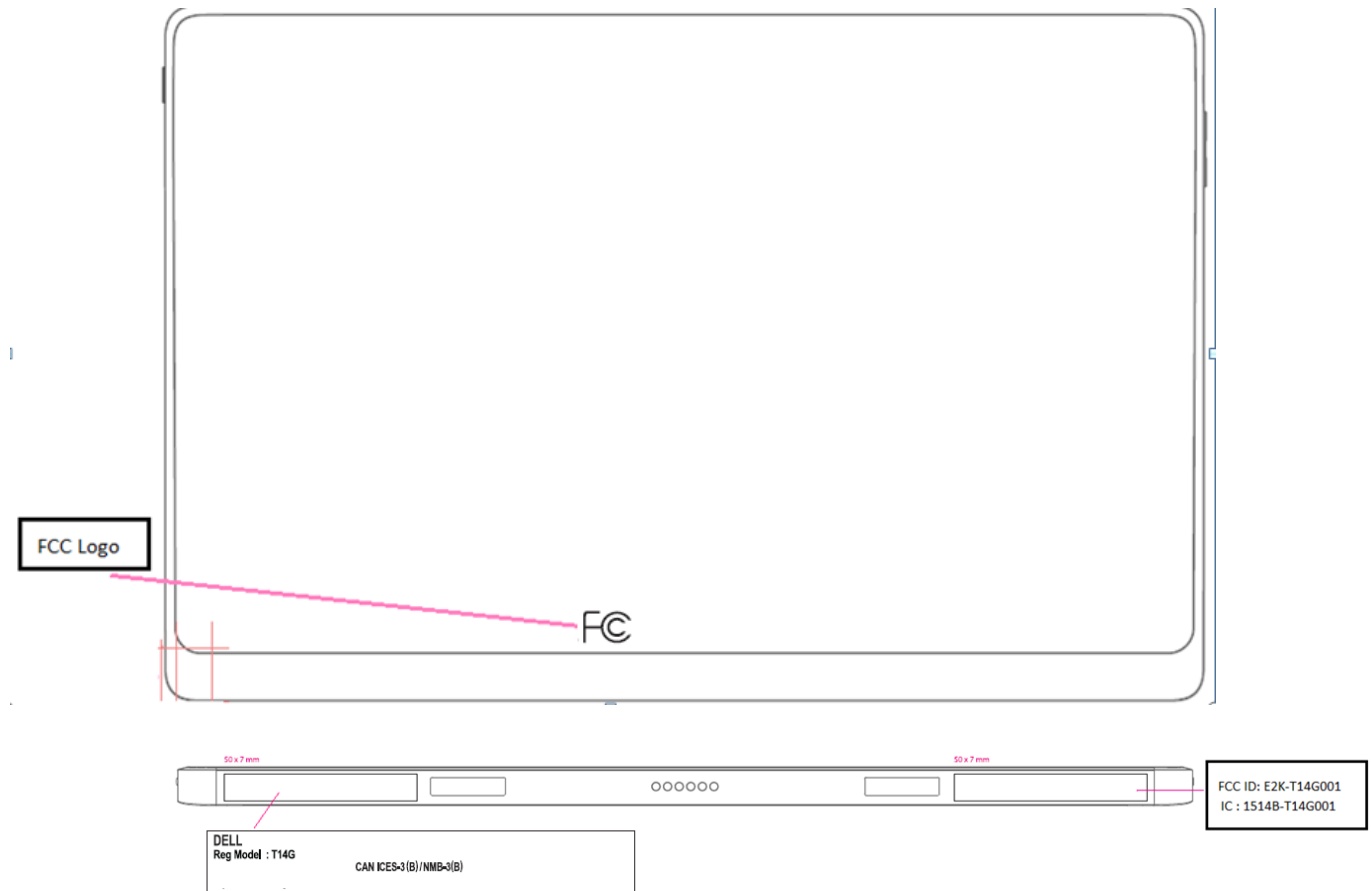 FCC Logo
FC
50 x 7 mm
50 x 7 mm
FCC ID: E2K-T14G001
IC : 1514B-T14G001
DELL
Reg Model : T14G
CAN ICES-3(B)/NMB-3(B)